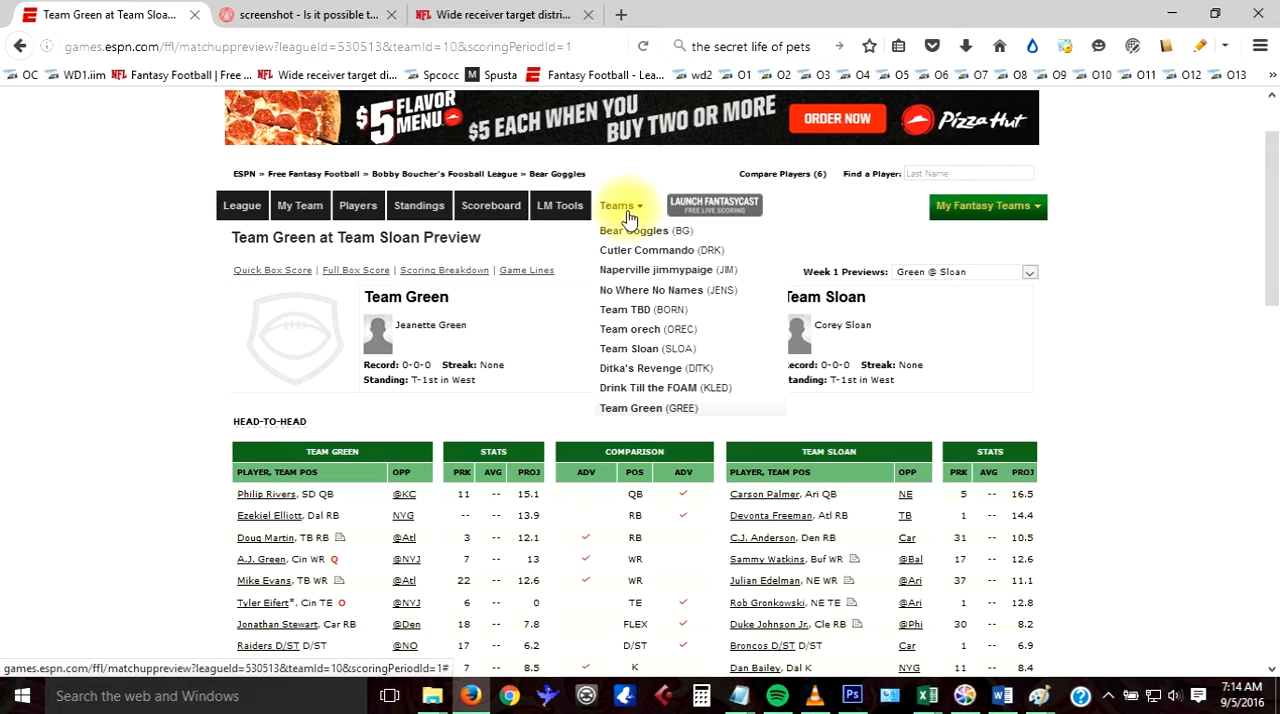 Team Green at Team Sloa... × screenshot - Is it possible t... × NFL Wide receiver target distri... × +
games.espn.com/ffl/matchuppreview?leagueId=530513&teamId=10&scoringPeriodId=1 the secret life of pets
OC WD1.iim NFL Fantasy Football | Free ... NFL Wide receiver target di... Spcocc M Spusta Fantasy Football - Lea... wd2 O1 O2 O3 O4 O5 O6 O7 O8 O9 O10 O11 O12 O13 »
$5 FLAVOR MENU $5 EACH WHEN YOU BUY TWO OR MORE ORDER NOW Pizza Hut
ESPN » Free Fantasy Football » Bobby Boucher's Foosball League » Bear Goggles Compare Players (6) Find a Player: Last Name
League My Team Players Standings Scoreboard LM Tools Teams LAUNCH FANTASYCAST FREE LIVE SCORING My Fantasy Teams
Bear Goggles (BG)
Cutler Commando (DRK)
Naperville jimmypaige (JIM)
No Where No Names (JENS)
Team TBD (BORN)
Team orech (OREC)
Team Sloan (SLOA)
Ditka's Revenge (DITK)
Drink Till the FOAM (KLED)
Team Green (GREE)
Team Green at Team Sloan Preview
Quick Box Score | Full Box Score | Scoring Breakdown | Game Lines Week 1 Previews: Green @ Sloan
Team Green
Jeanette Green
Record: 0-0-0 Streak: None
Standing: T-1st in West
Team Sloan
Corey Sloan
Record: 0-0-0 Streak: None
tanding: T-1st in West
HEAD-TO-HEAD
TEAM GREEN STATS COMPARISON TEAM SLOAN STATS
PLAYER, TEAM POS OPP PRK AVG PROJ ADV POS ADV PLAYER, TEAM POS OPP PRK AVG PROJ
Philip Rivers, SD QB @KC 11 -- 15.1 QB ✓ Carson Palmer, Ari QB NE 5 -- 16.5
Ezekiel Elliott, Dal RB NYG -- -- 13.9 RB ✓ Devonta Freeman, Atl RB TB 1 -- 14.4
Doug Martin, TB RB @Atl 3 -- 12.1 ✓ RB C.J. Anderson, Den RB Car 31 -- 10.5
A.J. Green, Cin WR Q @NYJ 7 -- 13 ✓ WR Sammy Watkins, Buf WR @Bal 17 -- 12.6
Mike Evans, TB WR @Atl 22 -- 12.6 ✓ WR Julian Edelman, NE WR @Ari 37 -- 11.1
Tyler Eifert*, Cin TE O @NYJ 6 -- 0 TE ✓ Rob Gronkowski, NE TE @Ari 1 -- 12.8
Jonathan Stewart, Car RB @Den 18 -- 7.8 FLEX ✓ Duke Johnson Jr., Cle RB @Phi 30 -- 8.2
Raiders D/ST D/ST @NO 17 -- 6.2 D/ST ✓ Broncos D/ST D/ST Car 1 -- 6.9
7 -- 8.5 ✓ K Dan Bailey, Dal K NYG 11 -- 8.4
games.espn.com/ffl/matchuppreview?leagueId=530513&teamId=10&scoringPeriodId=1#
Search the web and Windows
7:14 AM
9/5/2016